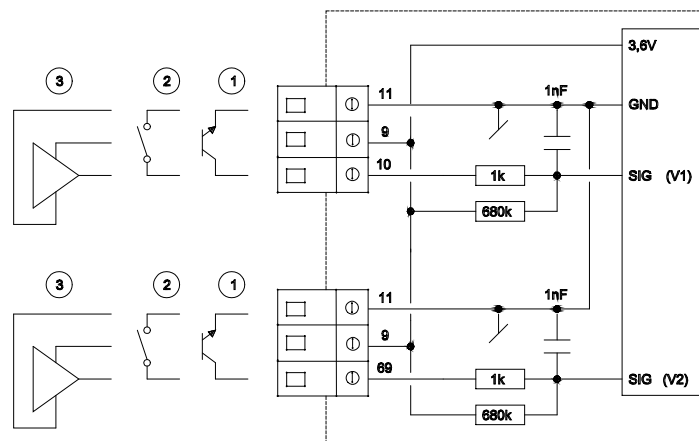 3,6V
3 2 1
11 1nF GND
9
10 1k SIG (V1)
680k
3 2 1
11 1nF
9
69 1k SIG (V2)
680k